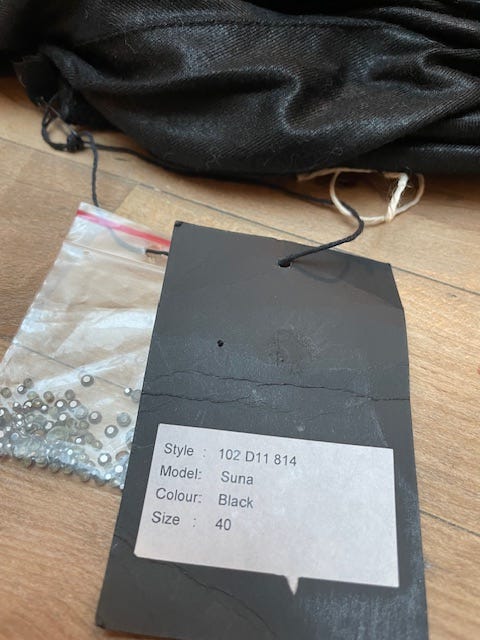 Style : 102 D11 814
Model: Suna
Colour: Black
Size : 40